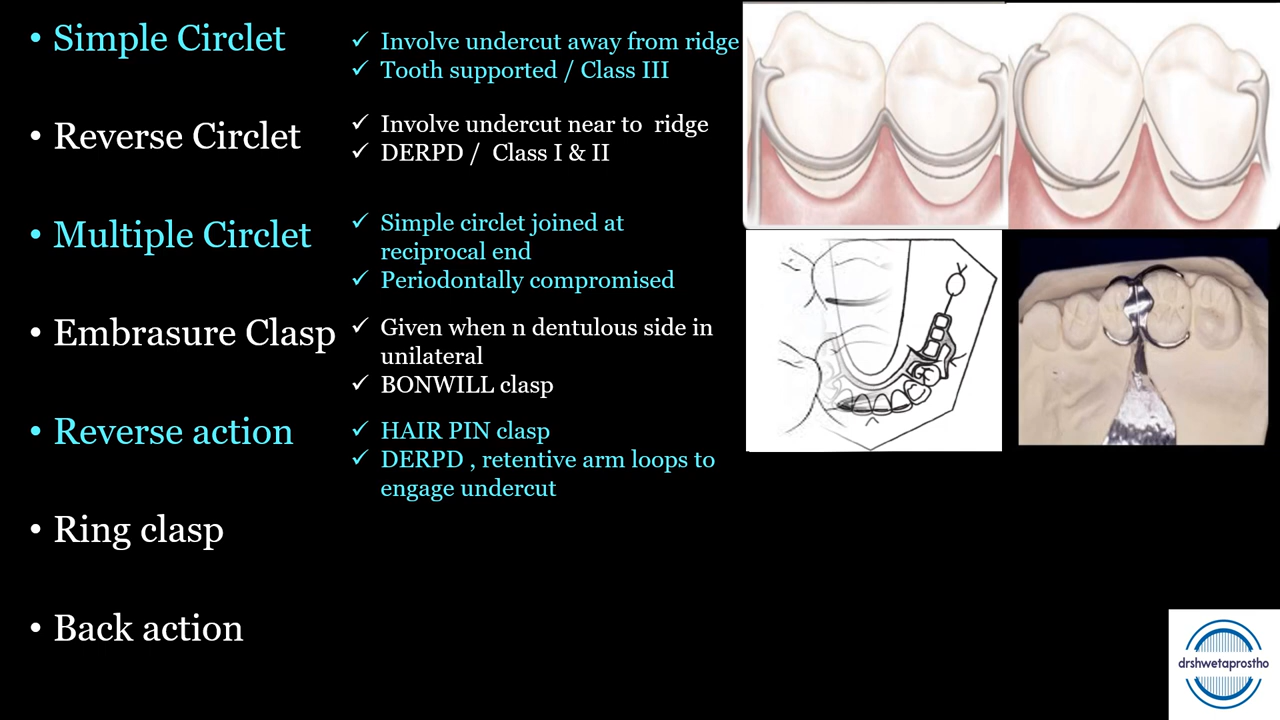 • Simple Circlet
✓ Involve undercut away from ridge
✓ Tooth supported / Class III
• Reverse Circlet
✓ Involve undercut near to  ridge
✓ DERPD /  Class I & II
• Multiple Circlet
✓ Simple circlet joined at
reciprocal end
✓ Periodontally compromised
• Embrasure Clasp
✓ Given when n dentulous side in
unilateral
✓ BONWILL clasp
• Reverse action
✓ HAIR PIN clasp
✓ DERPD , retentive arm loops to
engage undercut
• Ring clasp
• Back action
drshwetaprostho